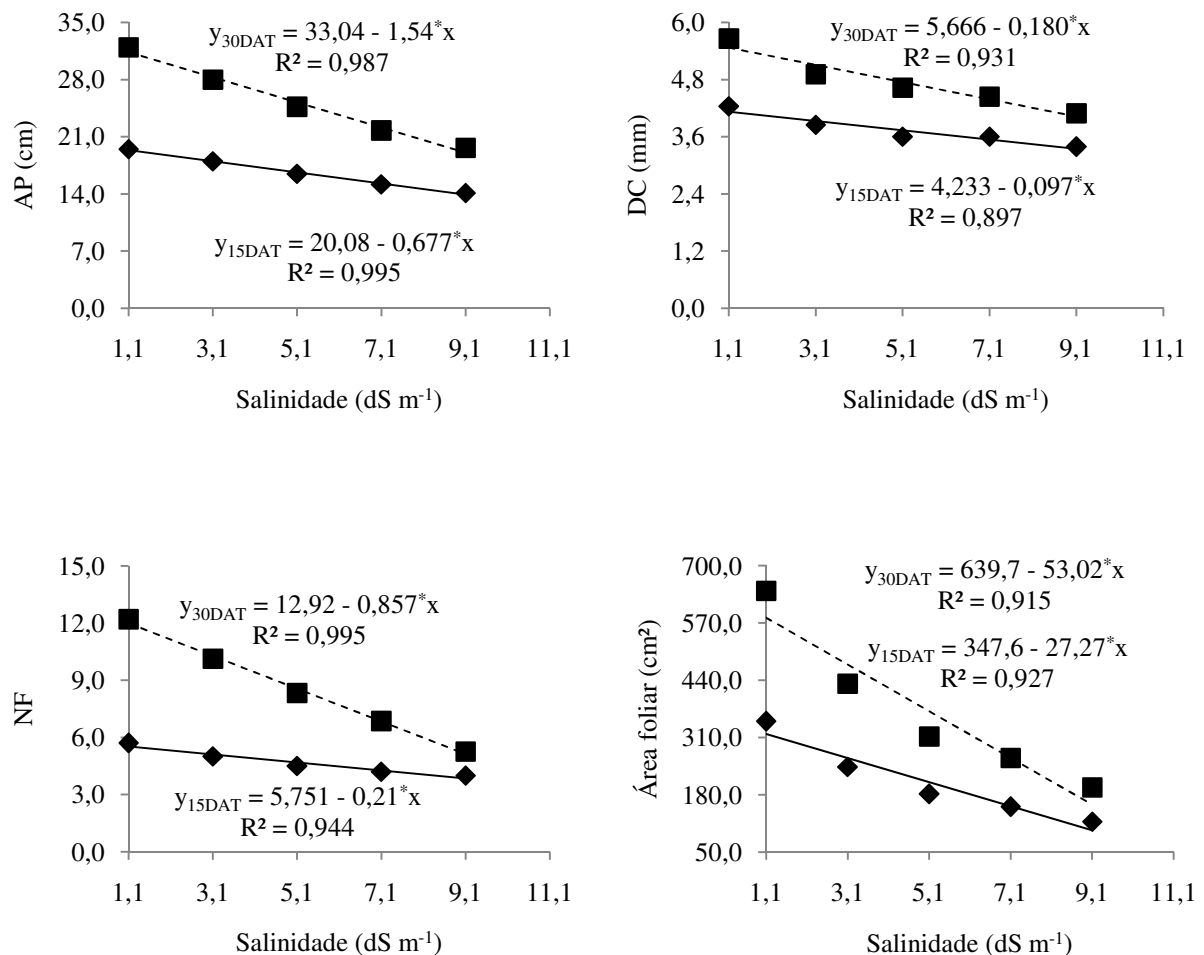 35,0
28,0
21,0
14,0
7,0
0,0
AP (cm)
y30DAT = 33,04 - 1,54*x
R² = 0,987
y15DAT = 20,08 - 0,677*x
R² = 0,995
1,1 3,1 5,1 7,1 9,1 11,1
Salinidade (dS m-1)
6,0
4,8
3,6
2,4
1,2
0,0
DC (mm)
y30DAT = 5,666 - 0,180*x
R² = 0,931
y15DAT = 4,233 - 0,097*x
R² = 0,897
1,1 3,1 5,1 7,1 9,1 11,1
Salinidade (dS m-1)
15,0
12,0
9,0
6,0
3,0
0,0
NF
y30DAT = 12,92 - 0,857*x
R² = 0,995
y15DAT = 5,751 - 0,21*x
R² = 0,944
1,1 3,1 5,1 7,1 9,1 11,1
Salinidade (dS m-1)
700,0
570,0
440,0
310,0
180,0
50,0
Área foliar (cm²)
y30DAT = 639,7 - 53,02*x
R² = 0,915
y15DAT = 347,6 - 27,27*x
R² = 0,927
1,1 3,1 5,1 7,1 9,1 11,1
Salinidade (dS m-1)